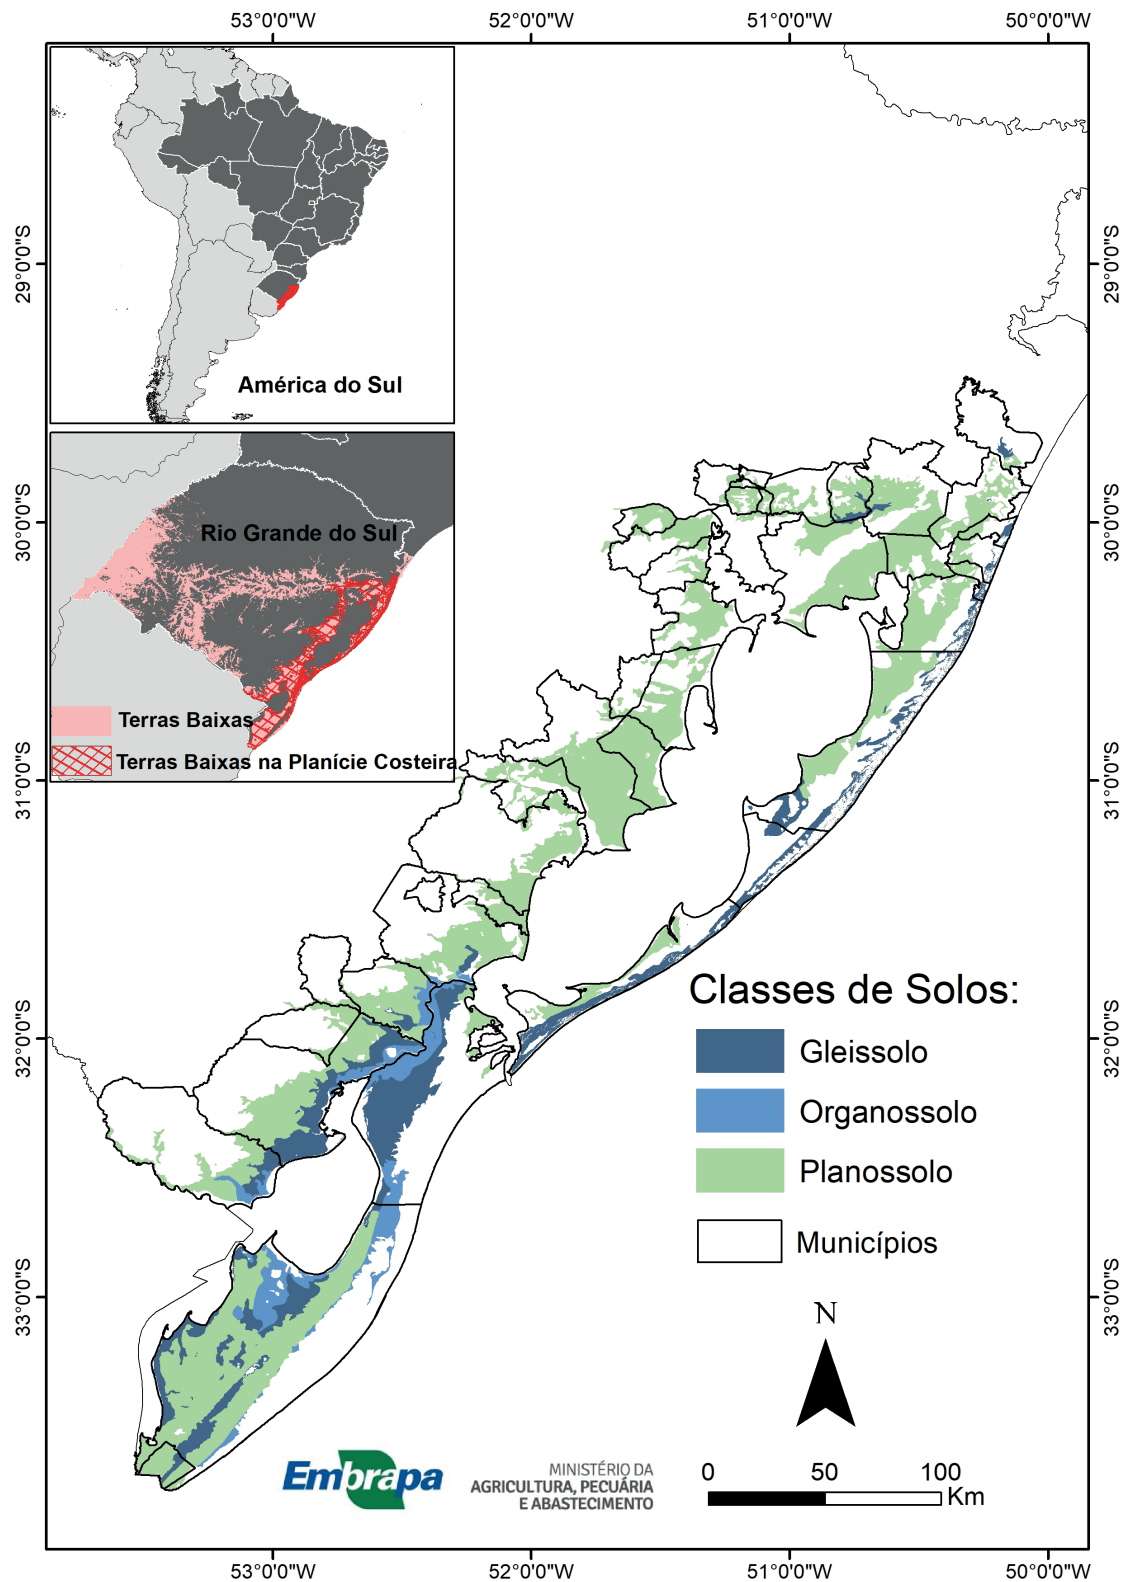 53°0'0"W
52°0'0"W
51°0'0"W
50°0'0"W
29°0'0"S
30°0'0"S
31°0'0"S
32°0'0"S
33°0'0"S
América do Sul
Rio Grande do Sul
Terras Baixas
Terras Baixas na Planície Costeira
29°0'0"S
30°0'0"S
31°0'0"S
32°0'0"S
33°0'0"S
Classes de Solos:
Gleissolo
Organossolo
Planossolo
Municípios
N
0 50 100
Km
Embrapa
MINISTÉRIO DA
AGRICULTURA, PECUÁRIA
E ABASTECIMENTO
53°0'0"W
52°0'0"W
51°0'0"W
50°0'0"W